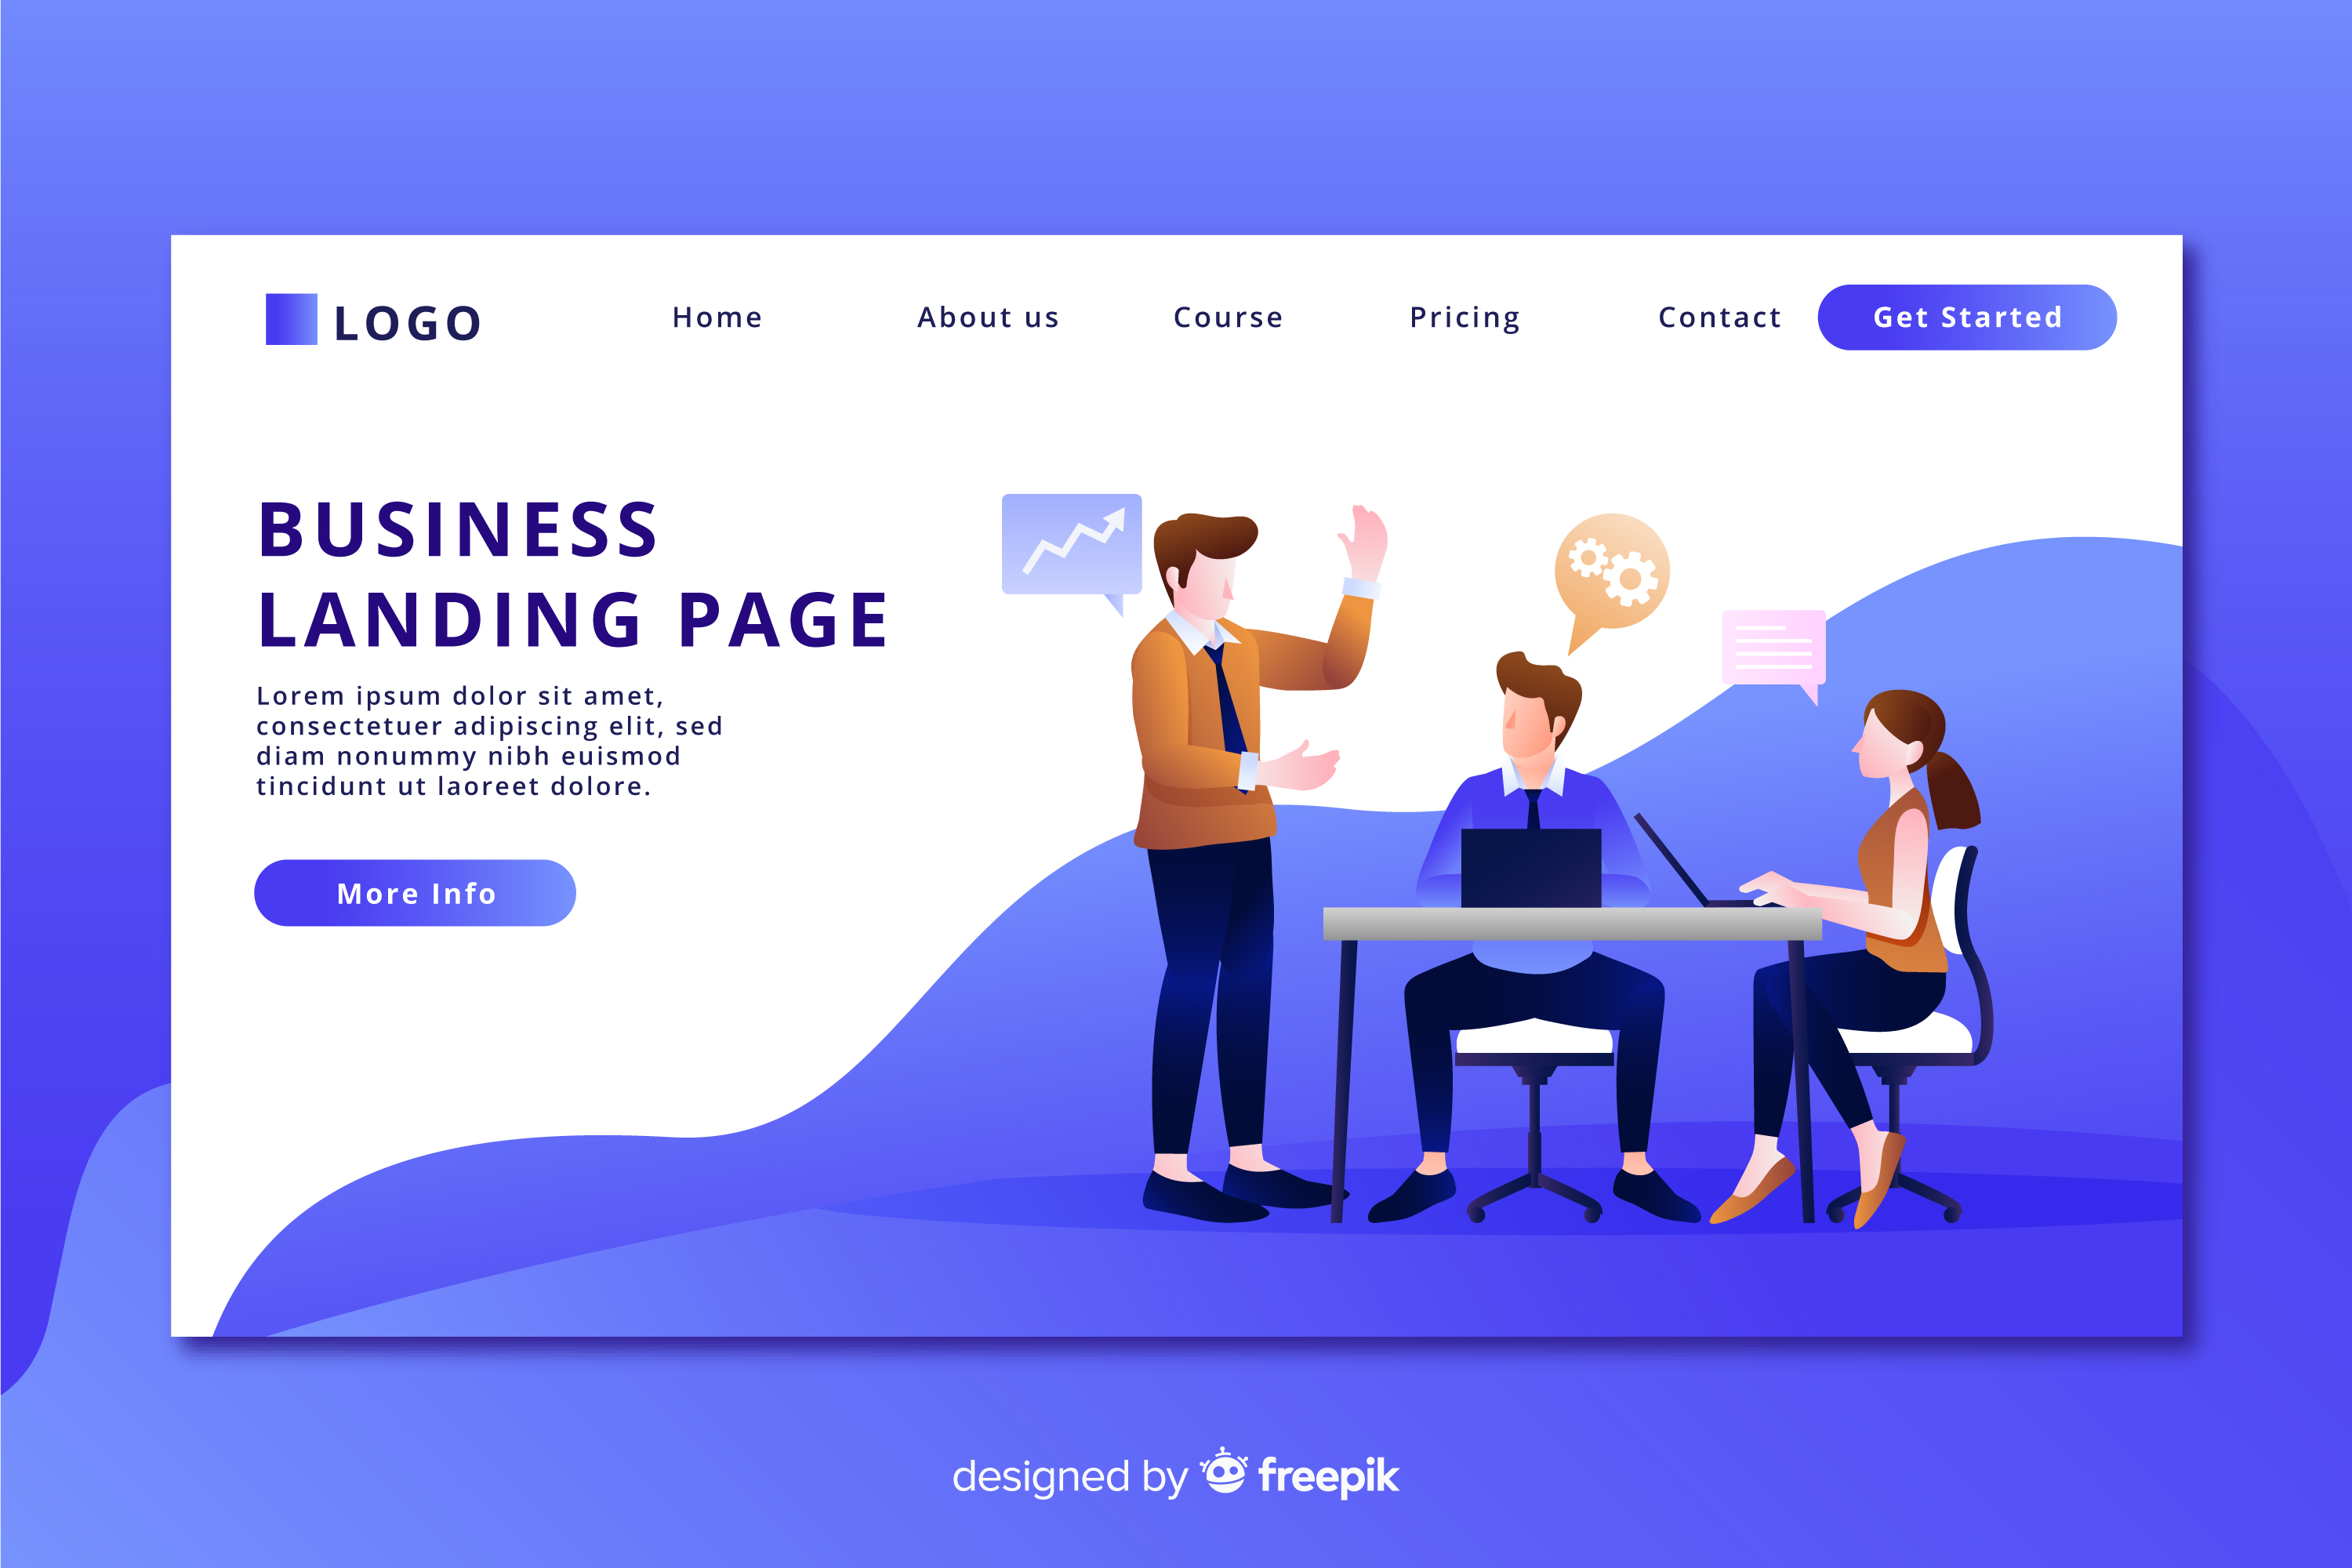 LOGO
Home
About us
Course
Pricing
Contact
Get Started
BUSINESS
LANDING PAGE
Lorem ipsum dolor sit amet,
consectetuer adipiscing elit, sed
diam nonummy nibh euismod
tincidunt ut laoreet dolore.
More Info
designed by freepik